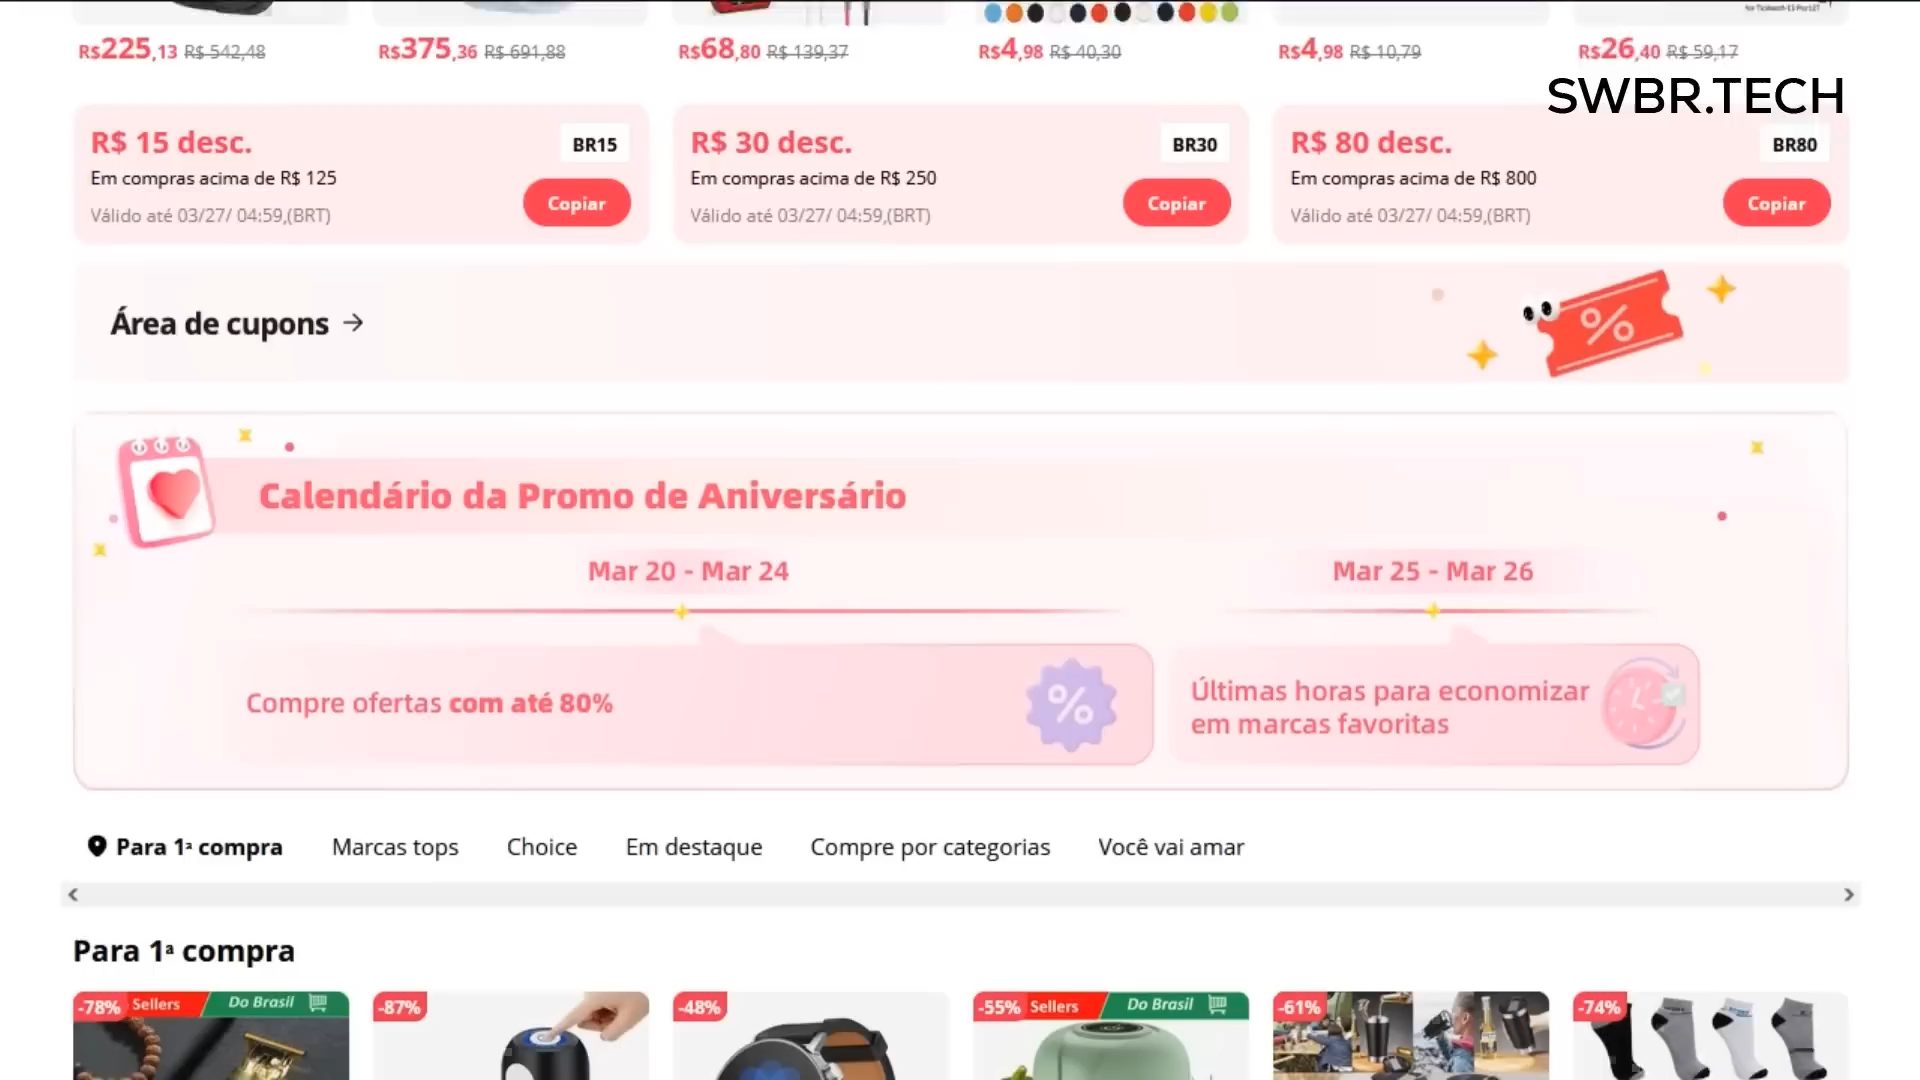 R$225,13 R$ 542,48
R$375,36 R$ 691,88
R$68,80 R$ 139,37
R$4,98 R$ 40,30
R$4,98 R$ 10,79
R$26,40 R$ 59,17
SWBR.TECH
R$ 15 desc.
BR15
Em compras acima de R$ 125
Válido até 03/27/ 04:59,(BRT)
Copiar
R$ 30 desc.
BR30
Em compras acima de R$ 250
Válido até 03/27/ 04:59,(BRT)
Copiar
R$ 80 desc.
BR80
Em compras acima de R$ 800
Válido até 03/27/ 04:59,(BRT)
Copiar
Área de cupons →
%
Calendário da Promo de Aniversário
Mar 20 - Mar 24
Mar 25 - Mar 26
Compre ofertas com até 80%
%
Últimas horas para economizar
em marcas favoritas
Para 1ª compra
Marcas tops
Choice
Em destaque
Compre por categorias
Você vai amar
Para 1ª compra
-78% Sellers Do Brasil
-87%
-48%
-55% Sellers Do Brasil
-61%
-74%